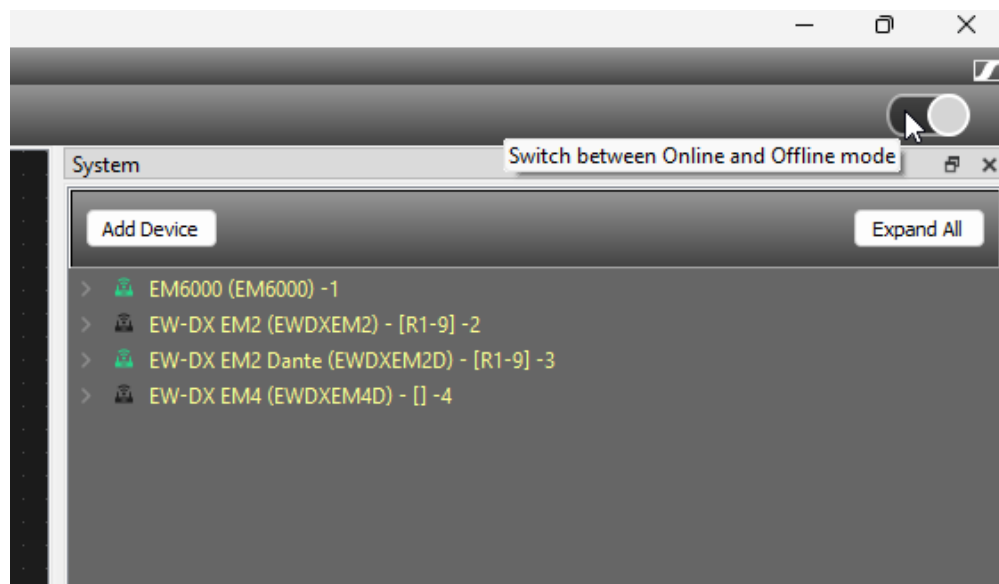 Switch between Online and Offline mode
System
Add Device
Expand All
EM6000 (EM6000) -1
EW-DX EM2 (EWDXEM2) - [R1-9] -2
EW-DX EM2 Dante (EWDXEM2D) - [R1-9] -3
EW-DX EM4 (EWDXEM4D) - [] -4